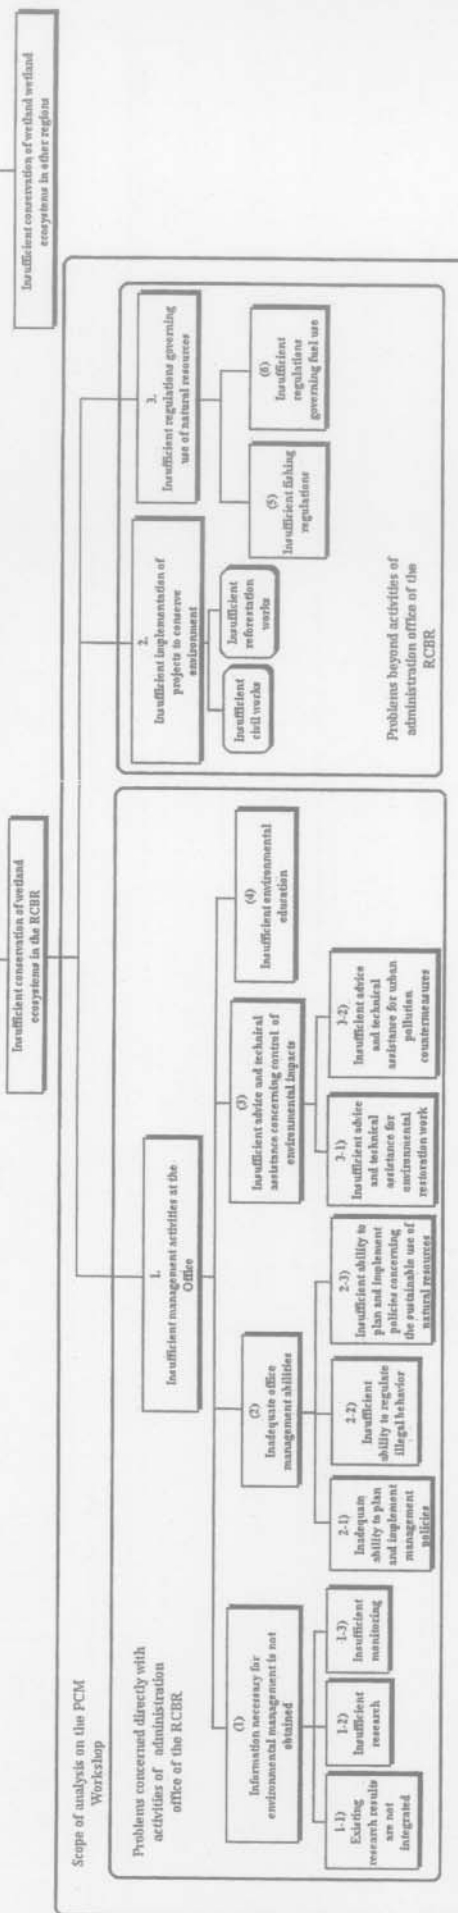 Insufficient conservation of wetland
ecosystems in the RCBR
Insufficient conservation of wetland wetland
ecosystems in other regions
Scope of analysis on the PCM
Workshop
Problems concerned directly with
activities of administration
office of the RCBR
1.
Insufficient management activities at the
Office
(1)
Information necessary for
environmental management is not
obtained
1-1)
Existing
research results
are not
integrated
1-2)
Insufficient
research
1-3)
Insufficient
monitoring
(2)
Inadequate office
management abilities
2-1)
Inadequate
ability to plan
and implement
management
policies
2-2)
Insufficient
ability to regulate
illegal behavior
2-3)
Insufficient ability to
plan and implement
policies concerning
the sustainable use of
natural resources
(3)
Insufficient advice and technical
assistance concerning control of
environmental impacts
3-1)
Insufficient advice
and technical
assistance for
environmental
restoration work
3-2)
Insufficient advice
and technical
assistance for urban
pollution
countermeasures
(4)
Insufficient environmental
education
2.
Insufficient implementation of
projects to conserve
environment
Insufficient
civil works
Insufficient
reforestation
works
3.
Insufficient regulations governing
use of natural resources
(5)
Insufficient fishing
regulations
(6)
Insufficient
regulations
governing fuel use
Problems beyond activities of
administration office of the
RCBR